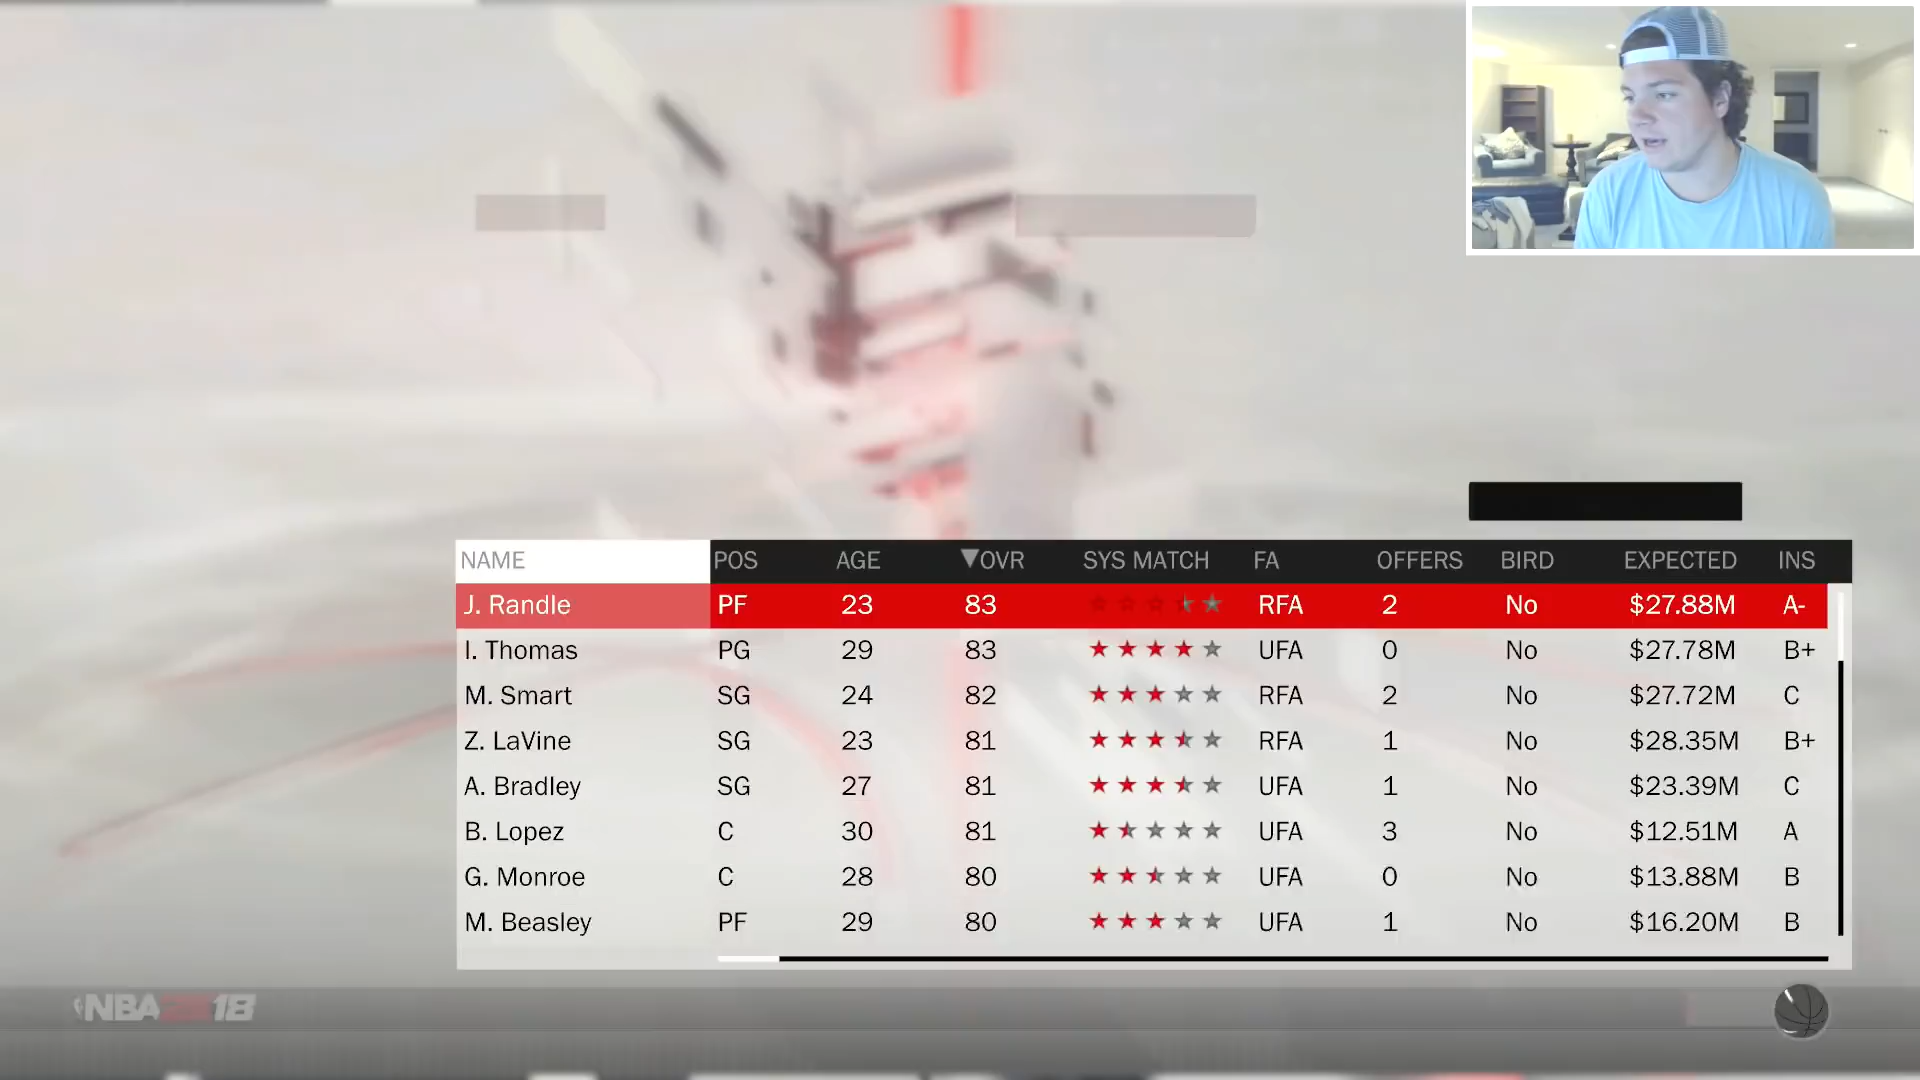 NAME POS AGE ▼OVR SYS MATCH FA OFFERS BIRD EXPECTED INS
J. Randle PF 23 83 RFA 2 No $27.88M A-
I. Thomas PG 29 83 UFA 0 No $27.78M B+
M. Smart SG 24 82 RFA 2 No $27.72M C
Z. LaVine SG 23 81 RFA 1 No $28.35M B+
A. Bradley SG 27 81 UFA 1 No $23.39M C
B. Lopez C 30 81 UFA 3 No $12.51M A
G. Monroe C 28 80 UFA 0 No $13.88M B
M. Beasley PF 29 80 UFA 1 No $16.20M B
NBA 2K18